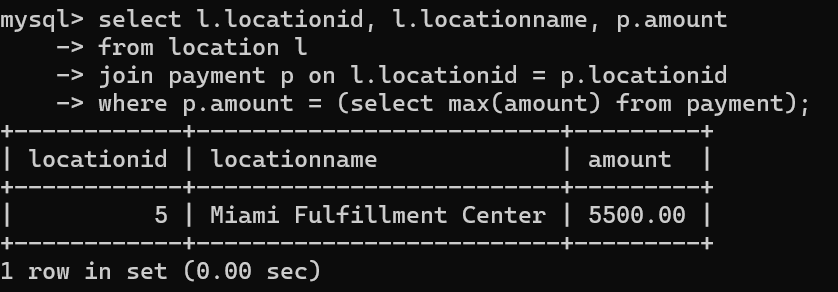 mysql> select l.locationid, l.locationname, p.amount
    -> from location l
    -> join payment p on l.locationid = p.locationid
    -> where p.amount = (select max(amount) from payment);
+------------+--------------------------+---------+
| locationid | locationname             | amount  |
+------------+--------------------------+---------+
|          5 | Miami Fulfillment Center | 5500.00 |
+------------+--------------------------+---------+
1 row in set (0.00 sec)